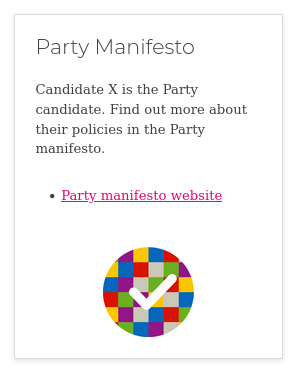 Party Manifesto
Candidate X is the Party
candidate. Find out more about
their policies in the Party
manifesto.
• Party manifesto website